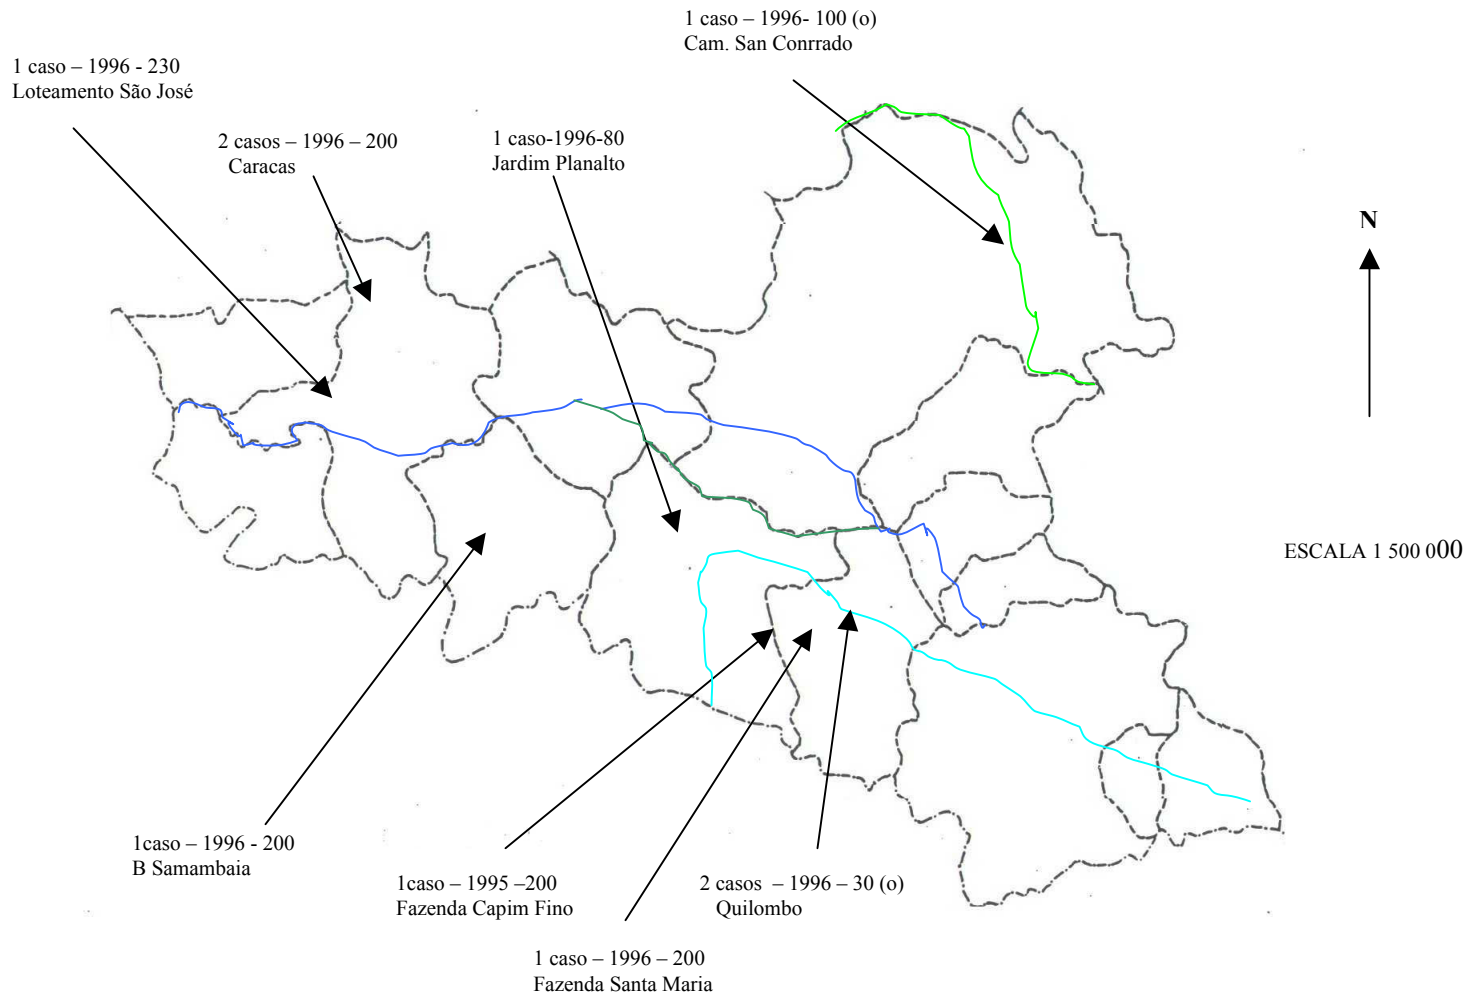 1 caso – 1996- 100 (o)
Cam. San Conrrado
1 caso – 1996 - 230
Loteamento São José
2 casos – 1996 – 200
Caracas
1 caso-1996-80
Jardim Planalto
N
ESCALA 1 500 000
1caso – 1996 - 200
B Samambaia
1caso – 1995 –200
Fazenda Capim Fino
2 casos – 1996 – 30 (o)
Quilombo
1 caso – 1996 – 200
Fazenda Santa Maria